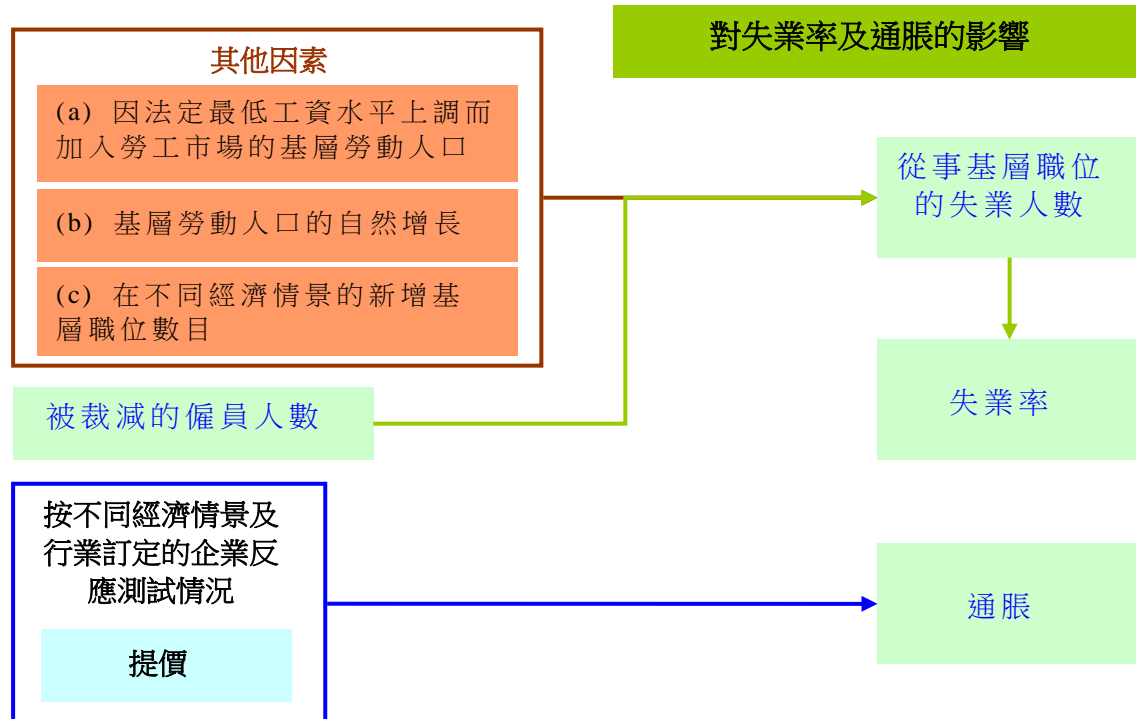 對失業率及通脹的影響
其他因素
(a) 因法定最低工資水平上調而
加入勞工市場的基層勞動人口
(b) 基層勞動人口的自然增長
(c) 在不同經濟情景的新增基
層職位數目
從事基層職位
的失業人數
失業率
被裁減的僱員人數
按不同經濟情景及
行業訂定的企業反
應測試情況
提價
通脹